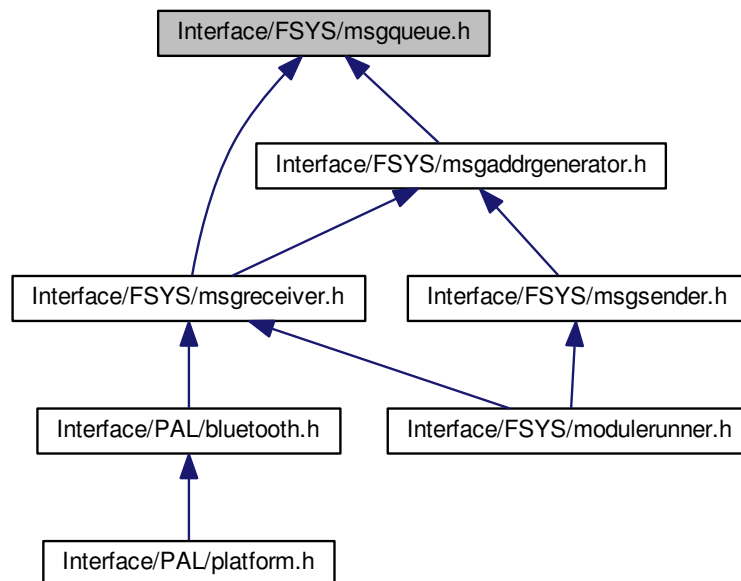 Interface/FSYS/msgqueue.h
Interface/FSYS/msgaddrgenerator.h
Interface/FSYS/msgreceiver.h
Interface/FSYS/msgsender.h
Interface/PAL/bluetooth.h
Interface/FSYS/modulerunner.h
Interface/PAL/platform.h